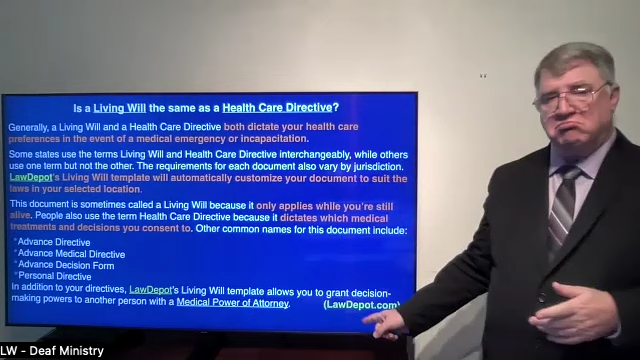 Is a Living Will the same as a Health Care Directive?
Generally, a Living Will and a Health Care Directive both dictate your health care
preferences in the event of a medical emergency or incapacitation.
Some states use the terms Living Will and Health Care Directive interchangeably, while others
use one term but not the other. The requirements for each document also vary by jurisdiction.
LawDepot's Living Will template will automatically customize your document to suit the
laws in your selected location.
This document is sometimes called a Living Will because it only applies while you're still
alive. People also use the term Health Care Directive because it dictates which medical
treatments and decisions you consent to. Other common names for this document include:
*Advance Directive
*Advance Medical Directive
*Advance Decision Form
*Personal Directive
In addition to your directives, LawDepot's Living Will template allows you to grant decision-
making powers to another person with a Medical Power of Attorney. (LawDepot.com)
LW - Deaf Ministry